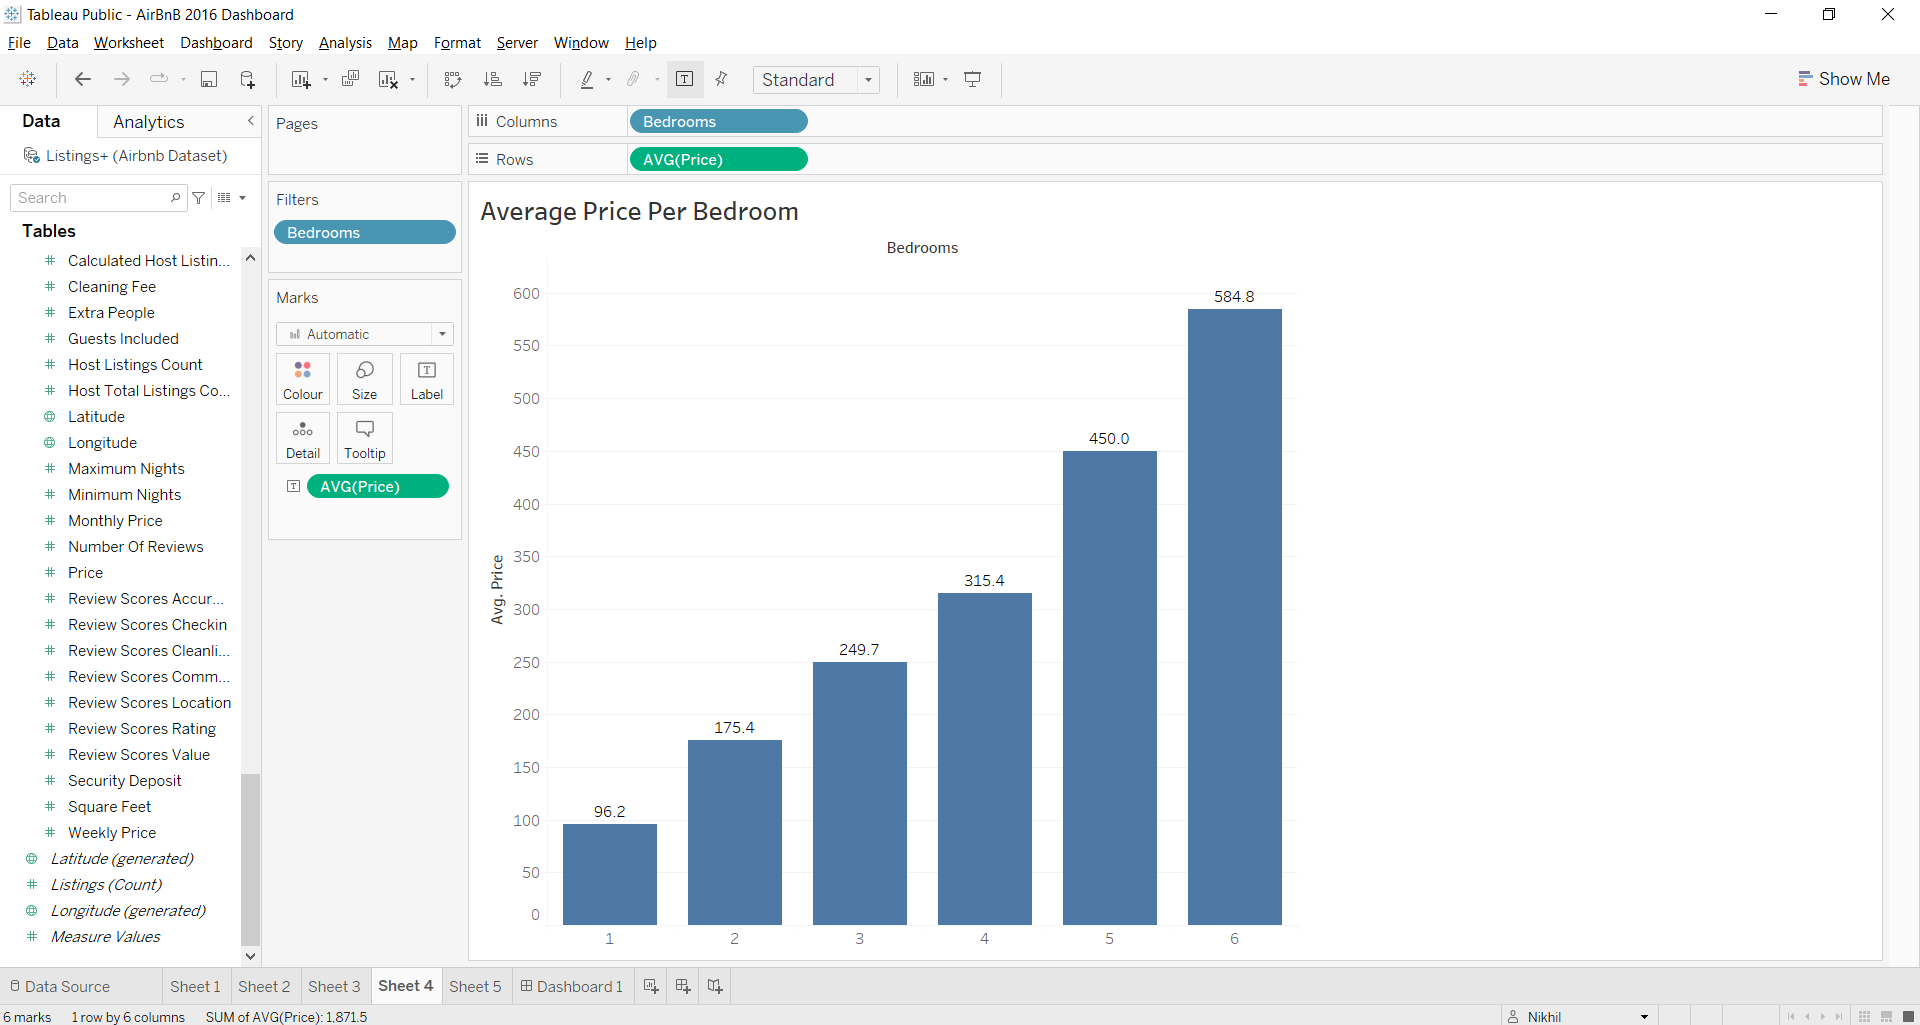 Tableau Public - AirBnB 2016 Dashboard
File Data Worksheet Dashboard Story Analysis Map Format Server Window Help
Standard
Show Me
Data Analytics
Listings+ (Airbnb Dataset)
Search
Tables
Calculated Host Listin...
Cleaning Fee
Extra People
Guests Included
Host Listings Count
Host Total Listings Co...
Latitude
Longitude
Maximum Nights
Minimum Nights
Monthly Price
Number Of Reviews
Price
Review Scores Accur...
Review Scores Checkin
Review Scores Cleanli...
Review Scores Comm...
Review Scores Location
Review Scores Rating
Review Scores Value
Security Deposit
Square Feet
Weekly Price
Latitude (generated)
Listings (Count)
Longitude (generated)
Measure Values
Pages
Filters
Bedrooms
Marks
Automatic
Colour Size Label
Detail Tooltip
AVG(Price)
Columns Bedrooms
Rows AVG(Price)
Average Price Per Bedroom
Bedrooms
Avg. Price
600
550
500
450
400
350
300
250
200
150
100
50
0
96.2
175.4
249.7
315.4
450.0
584.8
1 2 3 4 5 6
Data Source Sheet 1 Sheet 2 Sheet 3 Sheet 4 Sheet 5 Dashboard 1
6 marks 1 row by 6 columns SUM of AVG(Price): 1,871.5
Nikhil